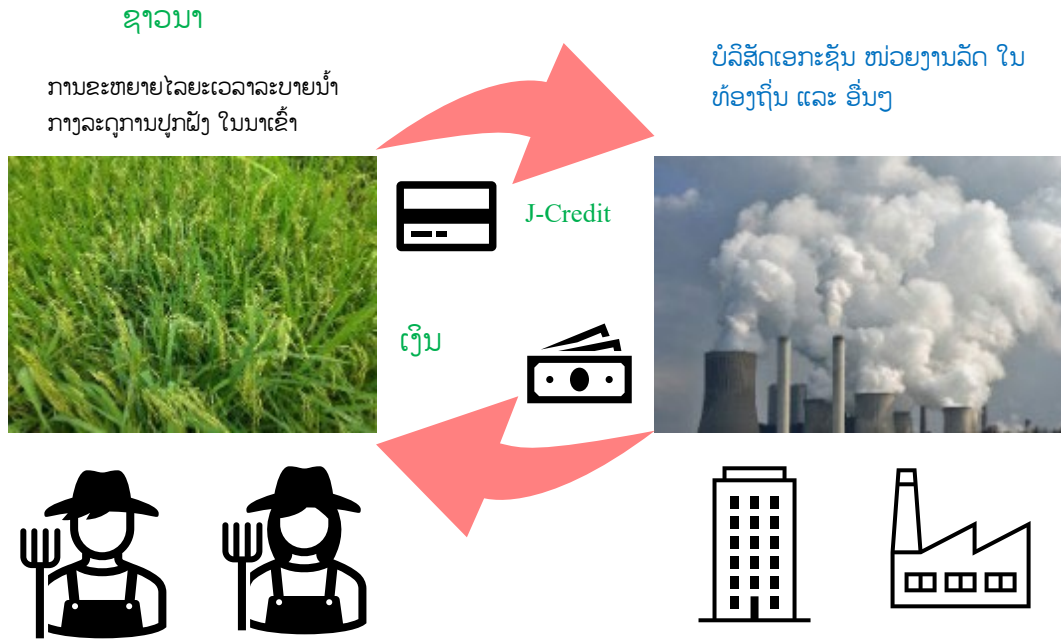 ຊາວນາ
ການຂະຫຍາຍໄລຍະເວລາລະບາຍນ້ຳ
ກາງລະດູການປູກຝັງ ໃນນາເຂົ້າ
ບໍລິສັດເອກະຊັນ ໜ່ວຍງານລັດ ໃນ
ທ້ອງຖິ່ນ ແລະ ອື່ນໆ
J-Credit
ເງິນ